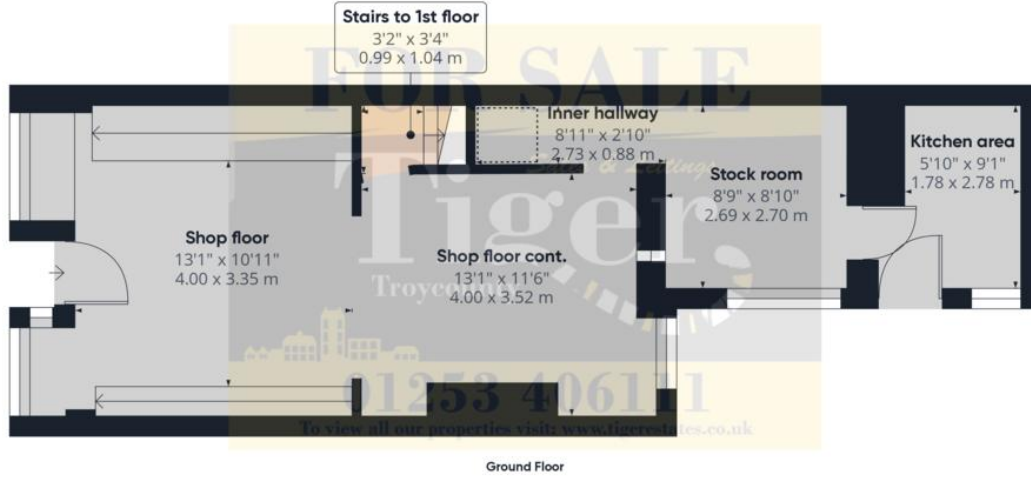 Stairs to 1st floor
3'2" x 3'4"
0.99 x 1.04 m
FOR SALE
Inner hallway
8'11" x 2'10"
2.73 x 0.88 m
Kitchen area
5'10" x 9'1"
1.78 x 2.78 m
Sales & Lettings
Stock room
8'9" x 8'10"
2.69 x 2.70 m
Tiger
Shop floor
13'1" x 10'11"
4.00 x 3.35 m
Shop floor cont.
13'1" x 11'6"
4.00 x 3.52 m
01253 406111
To view all our properties visit: www.tigerestates.co.uk
Ground Floor